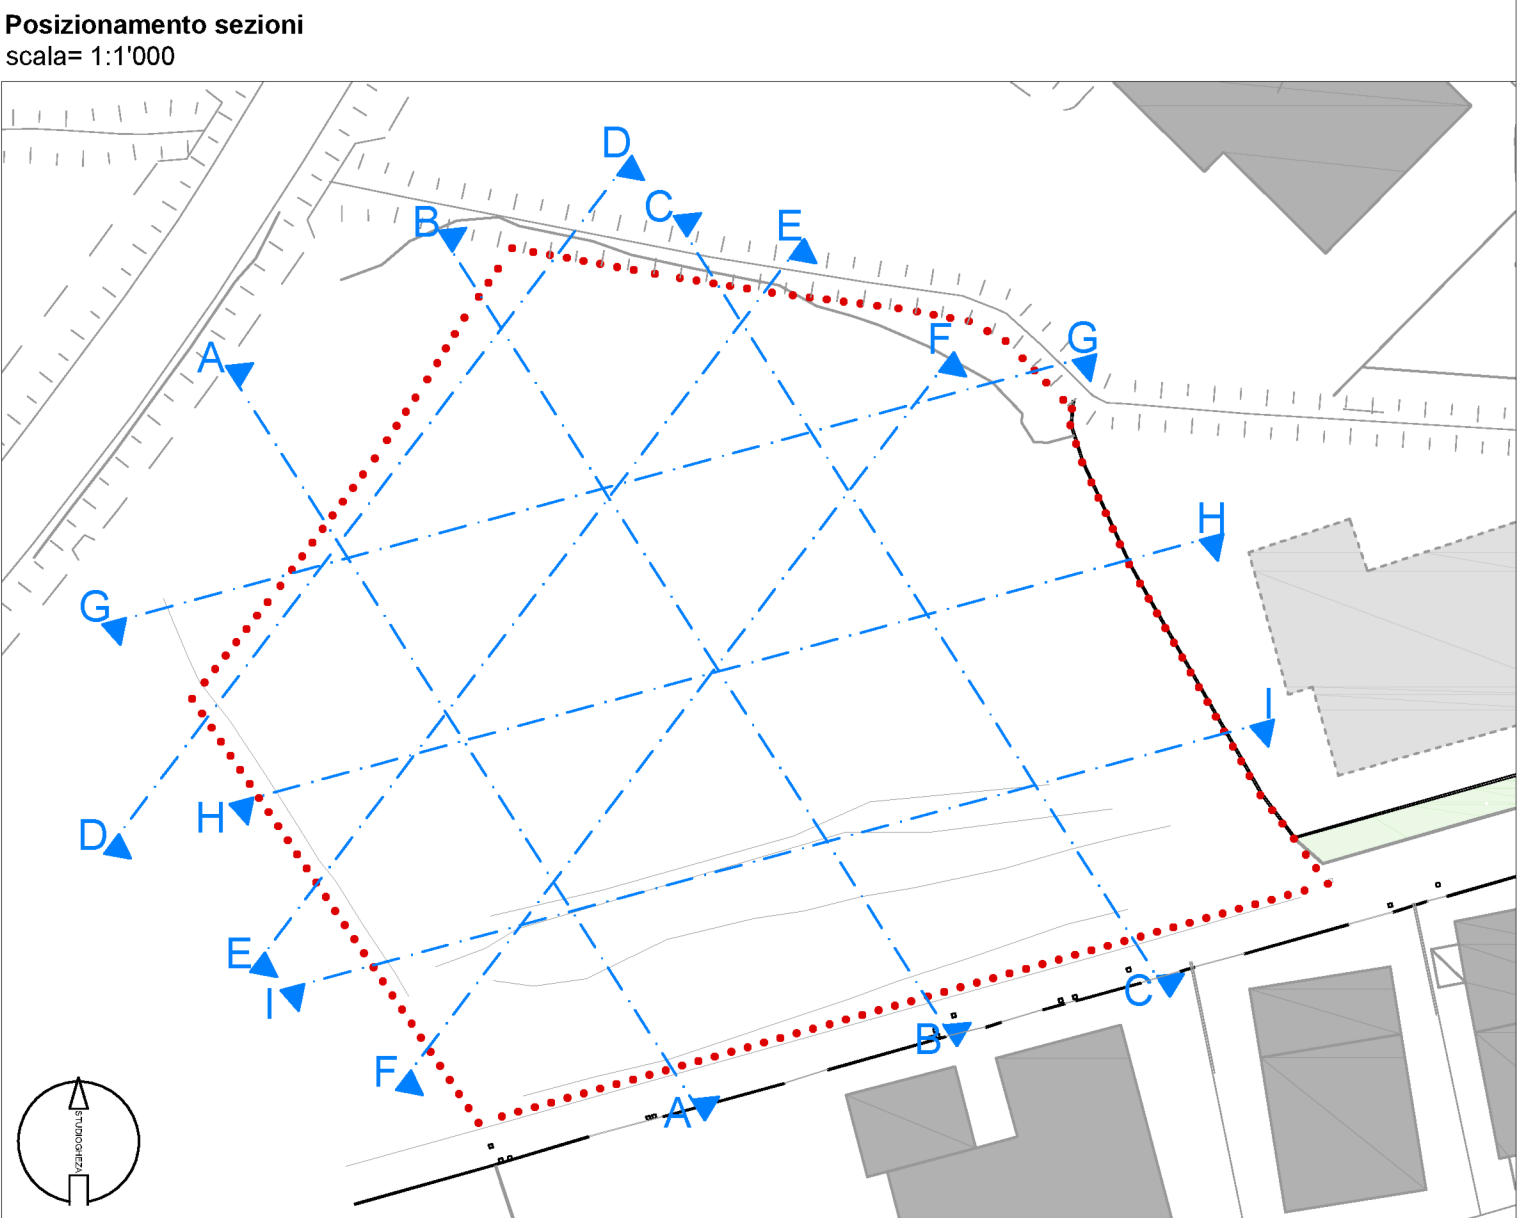 Posizionamento sezioni
scala= 1:1'000
D
C
E
B
F
G
A
H
G
I
D
H
E
I
C
B
F
A
STUDIOGHEZA